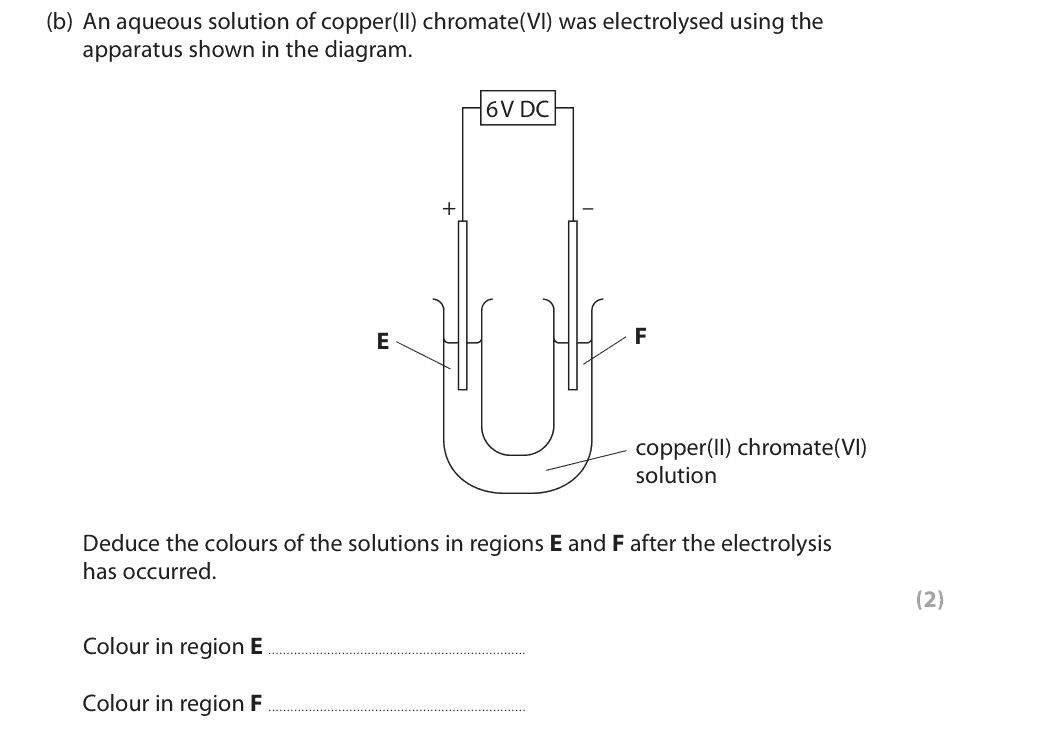 (b) An aqueous solution of copper(II) chromate(VI) was electrolysed using the
apparatus shown in the diagram.
6V DC
+
–
E
F
copper(II) chromate(VI)
solution
Deduce the colours of the solutions in regions E and F after the electrolysis
has occurred.
(2)
Colour in region E
Colour in region F